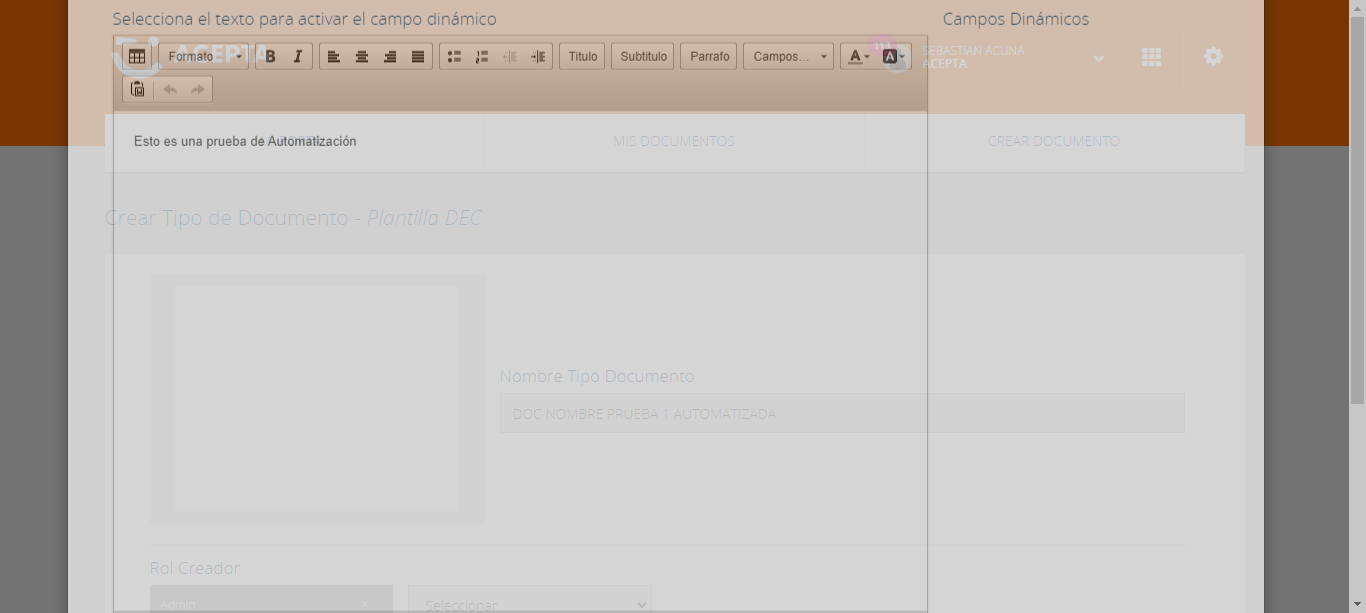 Selecciona el texto para activar el campo dinámico
Campos Dinámicos
ACEPTA
Formato
B I
Titulo
Subtitulo
Parrafo
Campos...
A
A
113
SEBASTIAN ACUNA
ACEPTA
Esto es una prueba de Automatización
MIS DOCUMENTOS
CREAR DOCUMENTO
Crear Tipo de Documento - Plantilla DEC
Nombre Tipo Documento
DOC NOMBRE PRUEBA 1 AUTOMATIZADA
Rol Creador
Admin ×
Seleccionar